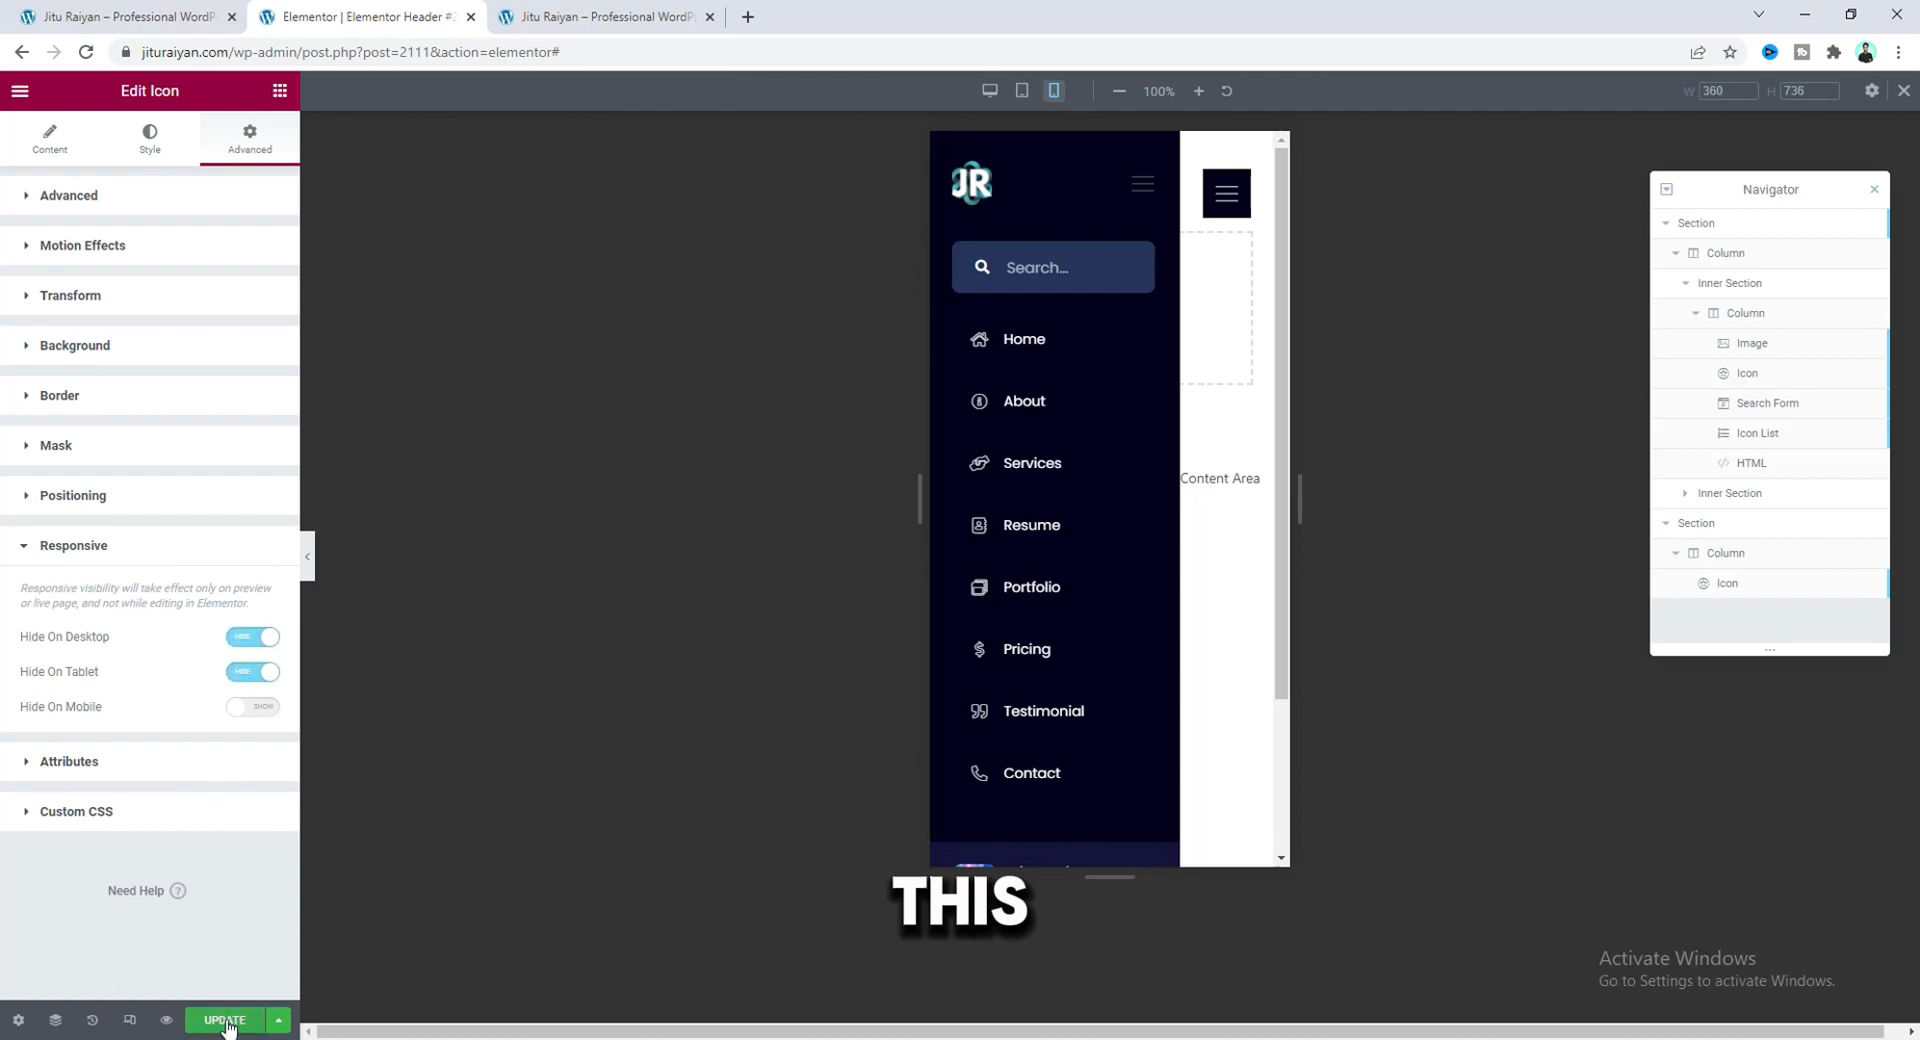 Jitu Raiyan – Professional WordP
Elementor | Elementor Header #2
Jitu Raiyan – Professional WordP
jituraiyan.com/wp-admin/post.php?post=2111&action=elementor#
Edit Icon
100%
W 360
H 736
Content
Style
Advanced
Advanced
Motion Effects
Transform
Background
Border
Mask
Positioning
Responsive
Responsive visibility will take effect only on preview
or live page, and not while editing in Elementor.
Hide On Desktop
HIDE
Hide On Tablet
HIDE
Hide On Mobile
SHOW
Attributes
Custom CSS
Need Help ?
UPDATE
JR
Search...
Home
About
Services
Resume
Portfolio
Pricing
Testimonial
Contact
Content Area
THIS
Navigator
Section
Column
Inner Section
Column
Image
Icon
Search Form
Icon List
HTML
Inner Section
Section
Column
Icon
Activate Windows
Go to Settings to activate Windows.